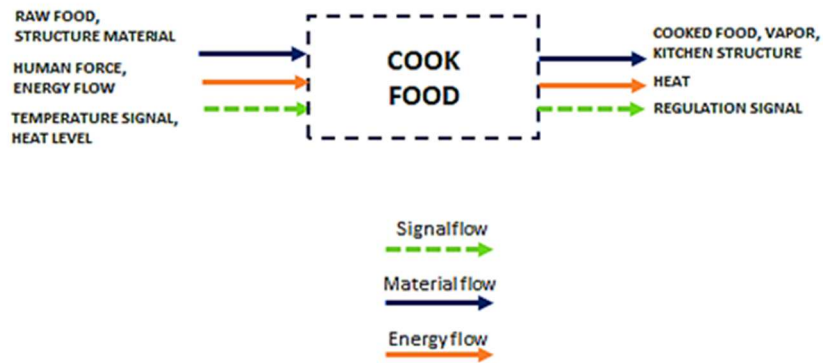 RAW FOOD,
STRUCTURE MATERIAL
HUMAN FORCE,
ENERGY FLOW
TEMPERATURE SIGNAL,
HEAT LEVEL
COOK
FOOD
COOKED FOOD, VAPOR,
KITCHEN STRUCTURE
HEAT
REGULATION SIGNAL
Signalflow
Materialflow
Energyflow